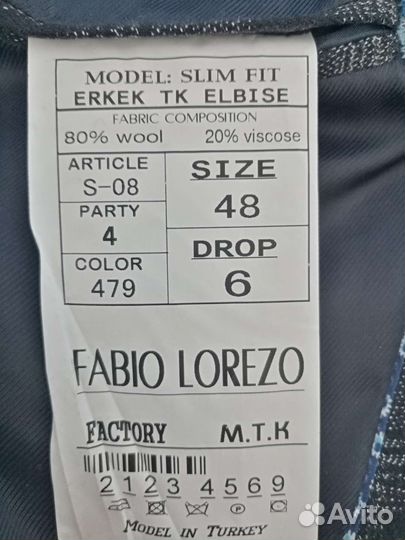 MODEL: SLIM FIT
ERKEK TK ELBISE
FABRIC COMPOSITION
80% wool 20% viscose
ARTICLE
S-08
PARTY
4
COLOR
479
SIZE
48
DROP
6
FABIO LOREZO
FACTORY M.T.K
2123 4569
MODEL IN TURKEY
Avito